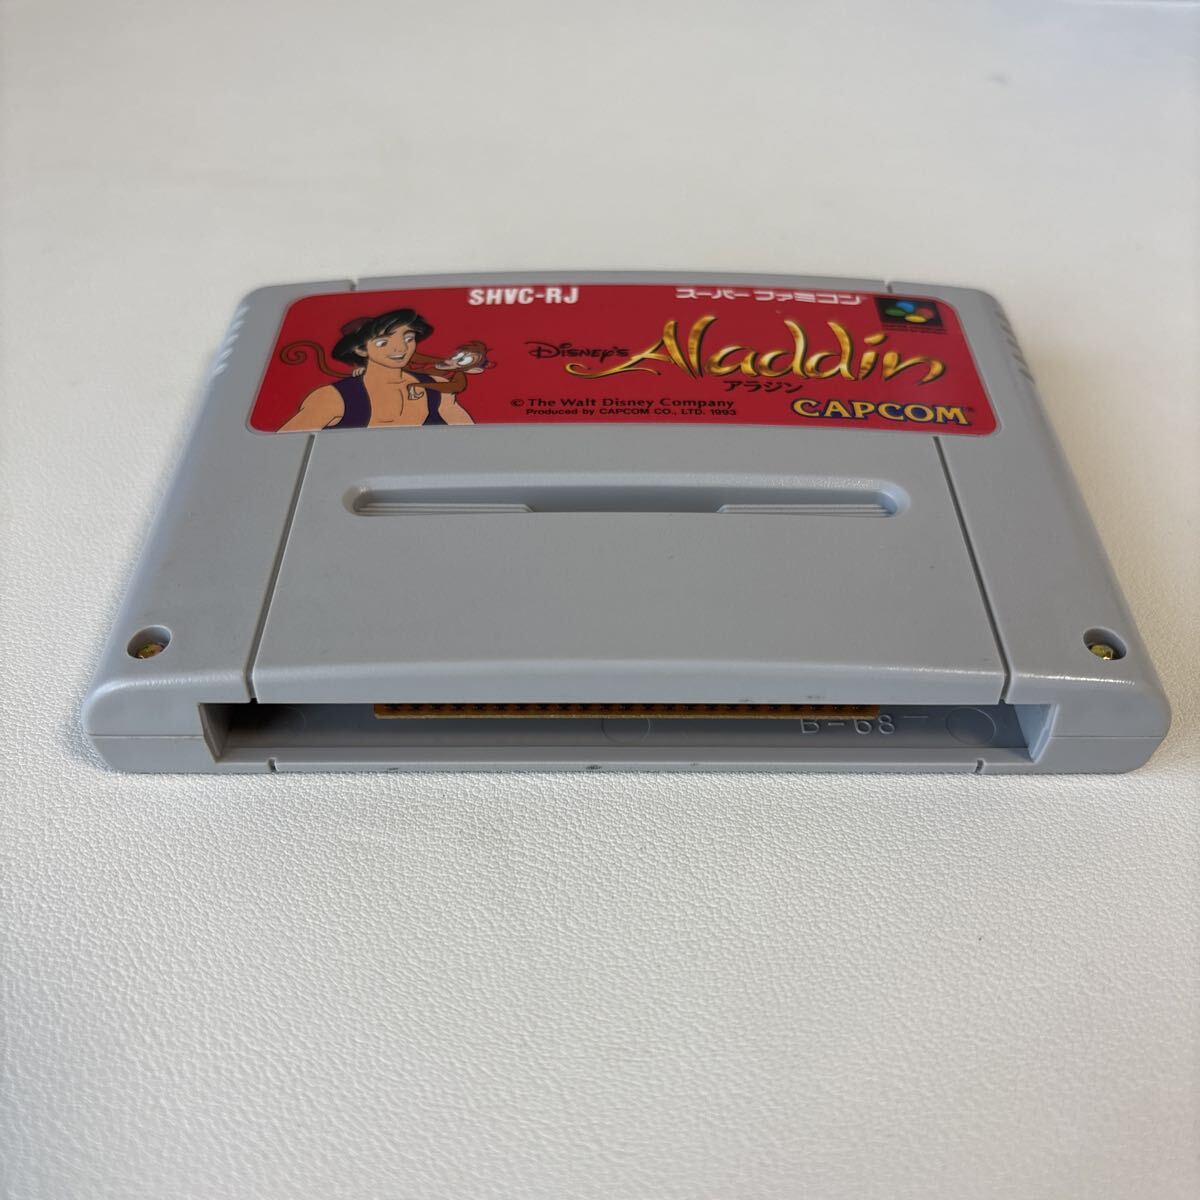 SHVC-RJ
スーパーファミコン
DISNEY'S Aladdin
アラジン
© The Walt Disney Company
Produced by CAPCOM CO., LTD. 1993
CAPCOM®
B-68